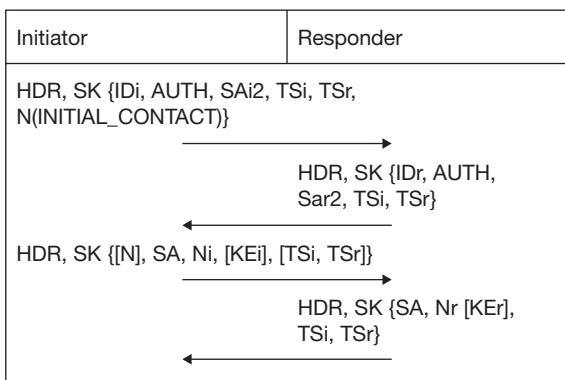 Initiator
Responder
HDR, SK {IDi, AUTH, SAi2, TSi, TSr,
N(INITIAL_CONTACT)}
HDR, SK {IDr, AUTH,
Sar2, TSi, TSr}
HDR, SK {[N], SA, Ni, [KEi], [TSi, TSr]}
HDR, SK {SA, Nr [KEr],
TSi, TSr}